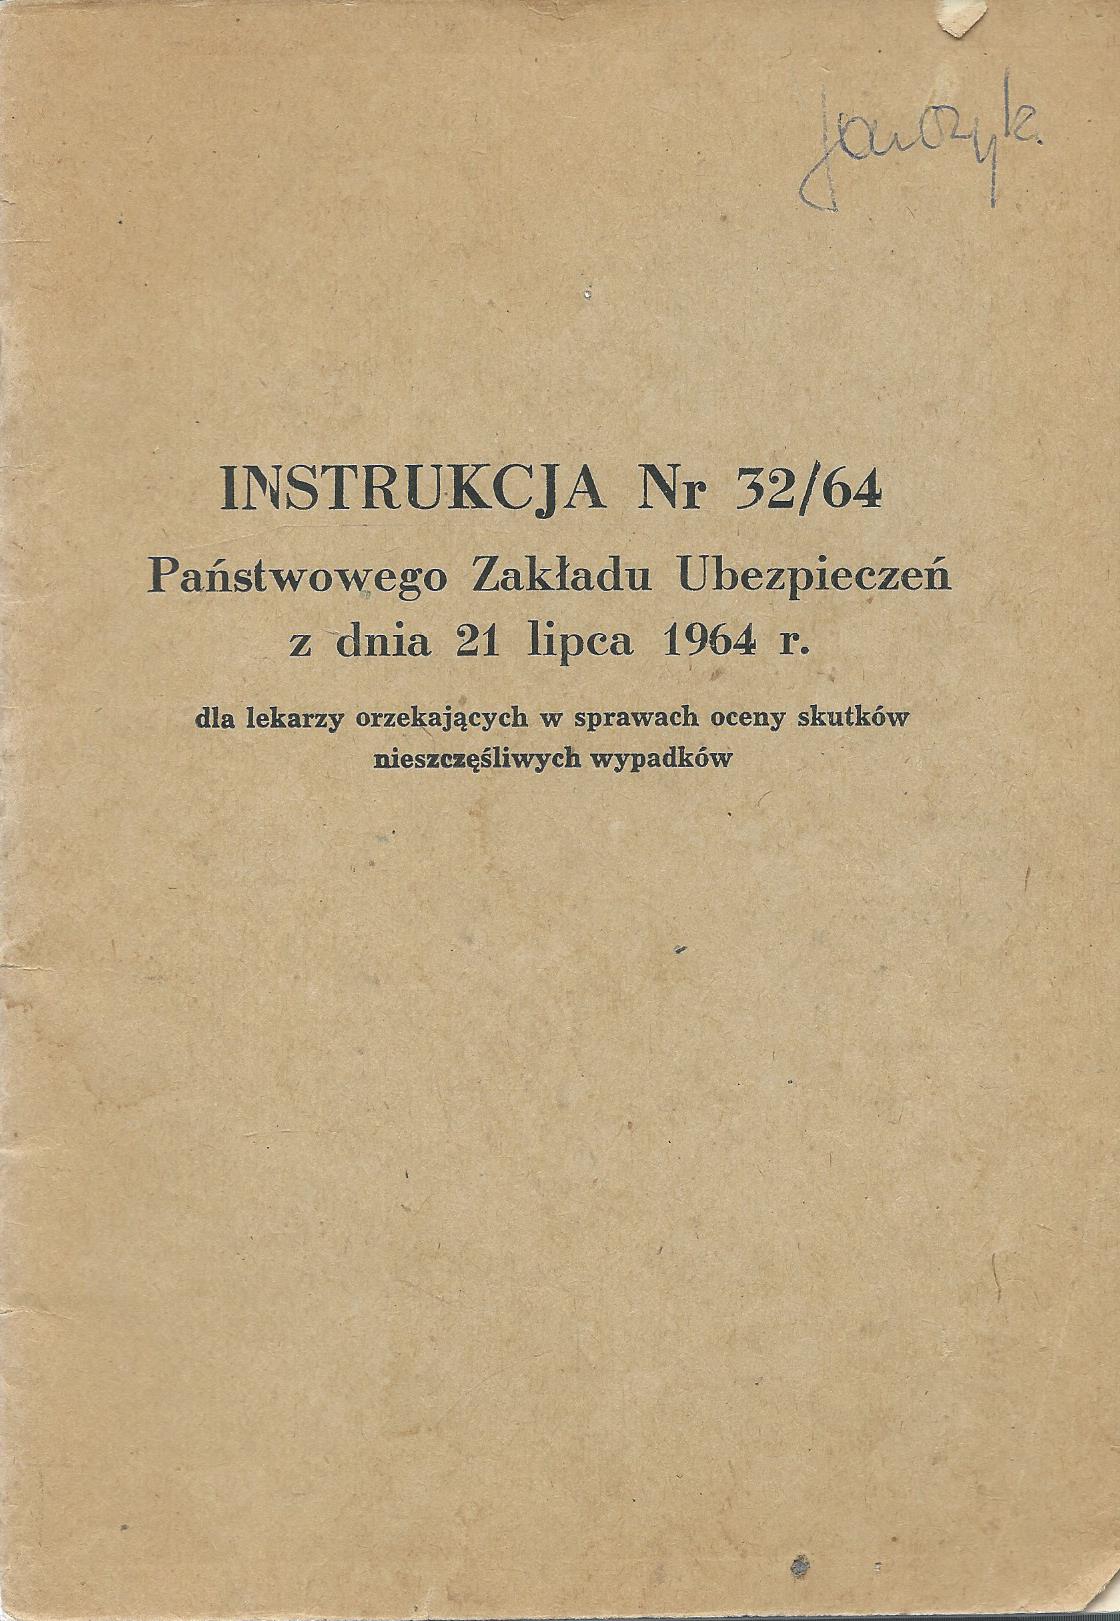 INSTRUKCJA Nr 32/64
Państwowego Zakładu Ubezpieczeń
z dnia 21 lipca 1964 r.
dla lekarzy orzekających w sprawach oceny skutków
nieszczęśliwych wypadków